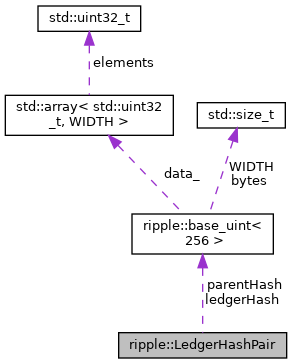 std::uint32_t
elements
std::array< std::uint32
_t, WIDTH >
std::size_t
data_
WIDTH
bytes
ripple::base_uint<
256 >
parentHash
ledgerHash
ripple::LedgerHashPair